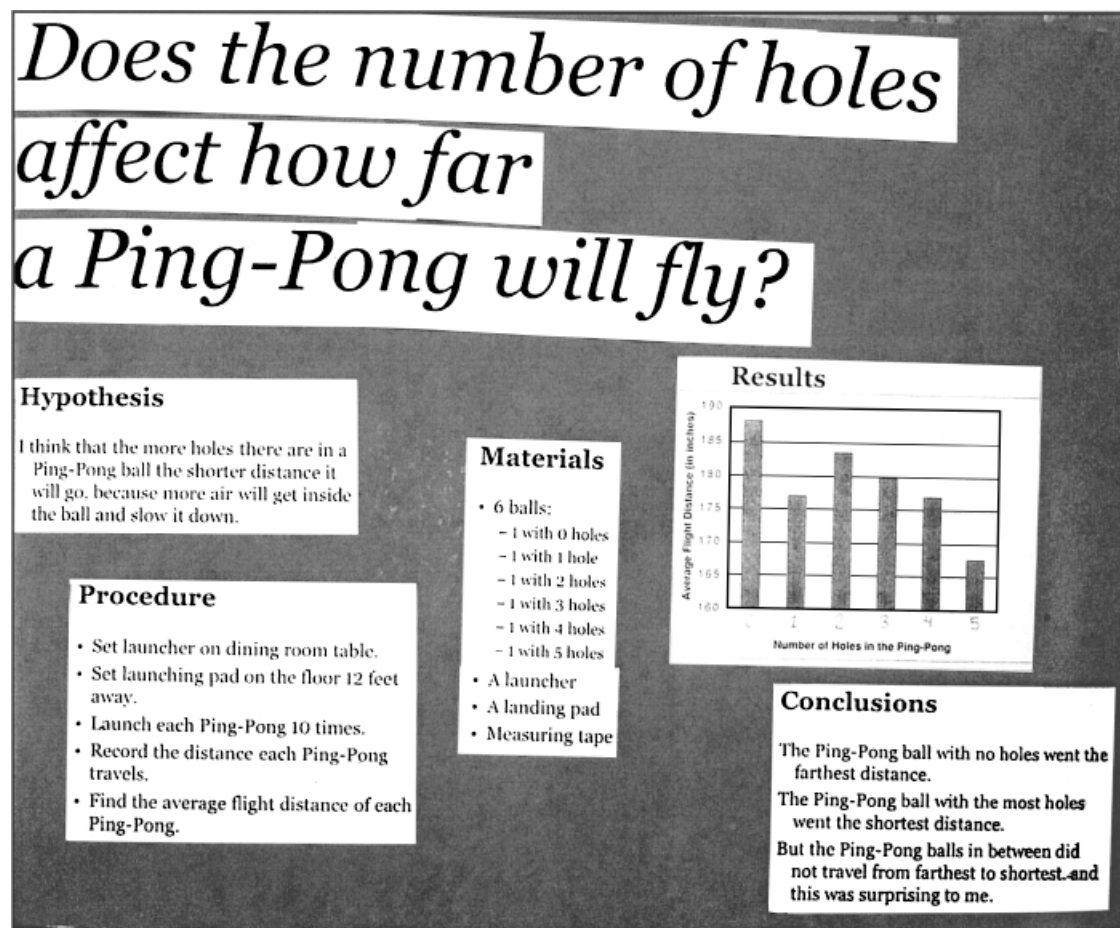 Does the number of holes
affect how far
a Ping-Pong will fly?
Hypothesis
I think that the more holes there are in a
Ping-Pong ball the shorter distance it
will go, because more air will get inside
the ball and slow it down.
Procedure
• Set launcher on dining room table.
• Set launching pad on the floor 12 feet
away.
• Launch each Ping-Pong 10 times.
• Record the distance each Ping-Pong
travels.
• Find the average flight distance of each
Ping-Pong.
Materials
• 6 balls:
– 1 with 0 holes
– 1 with 1 hole
– 1 with 2 holes
– 1 with 3 holes
– 1 with 4 holes
– 1 with 5 holes
• A launcher
• A landing pad
• Measuring tape
Results
Average Flight Distance (in inches)
190
185
180
175
170
165
160
0 1 2 3 4 5
Number of Holes in the Ping-Pong
Conclusions
The Ping-Pong ball with no holes went the
farthest distance.
The Ping-Pong ball with the most holes
went the shortest distance.
But the Ping-Pong balls in between did
not travel from farthest to shortest. and
this was surprising to me.